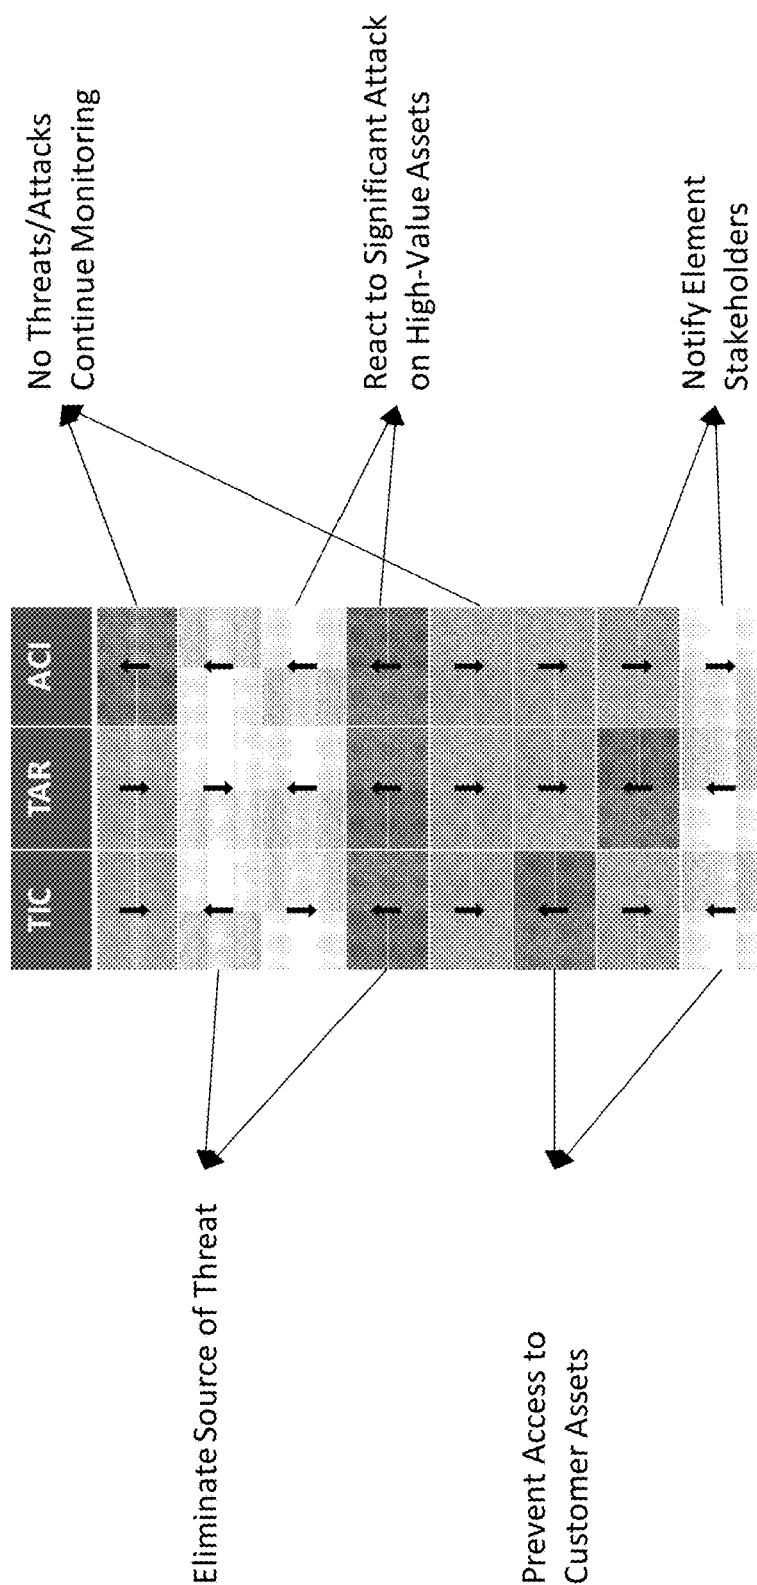 No Threats/Attacks
Continue Monitoring
React to Significant Attack
on High-Value Assets
Notify Element
Stakeholders
TIC
TAR
ACI
Eliminate Source of Threat
Prevent Access to
Customer Assets